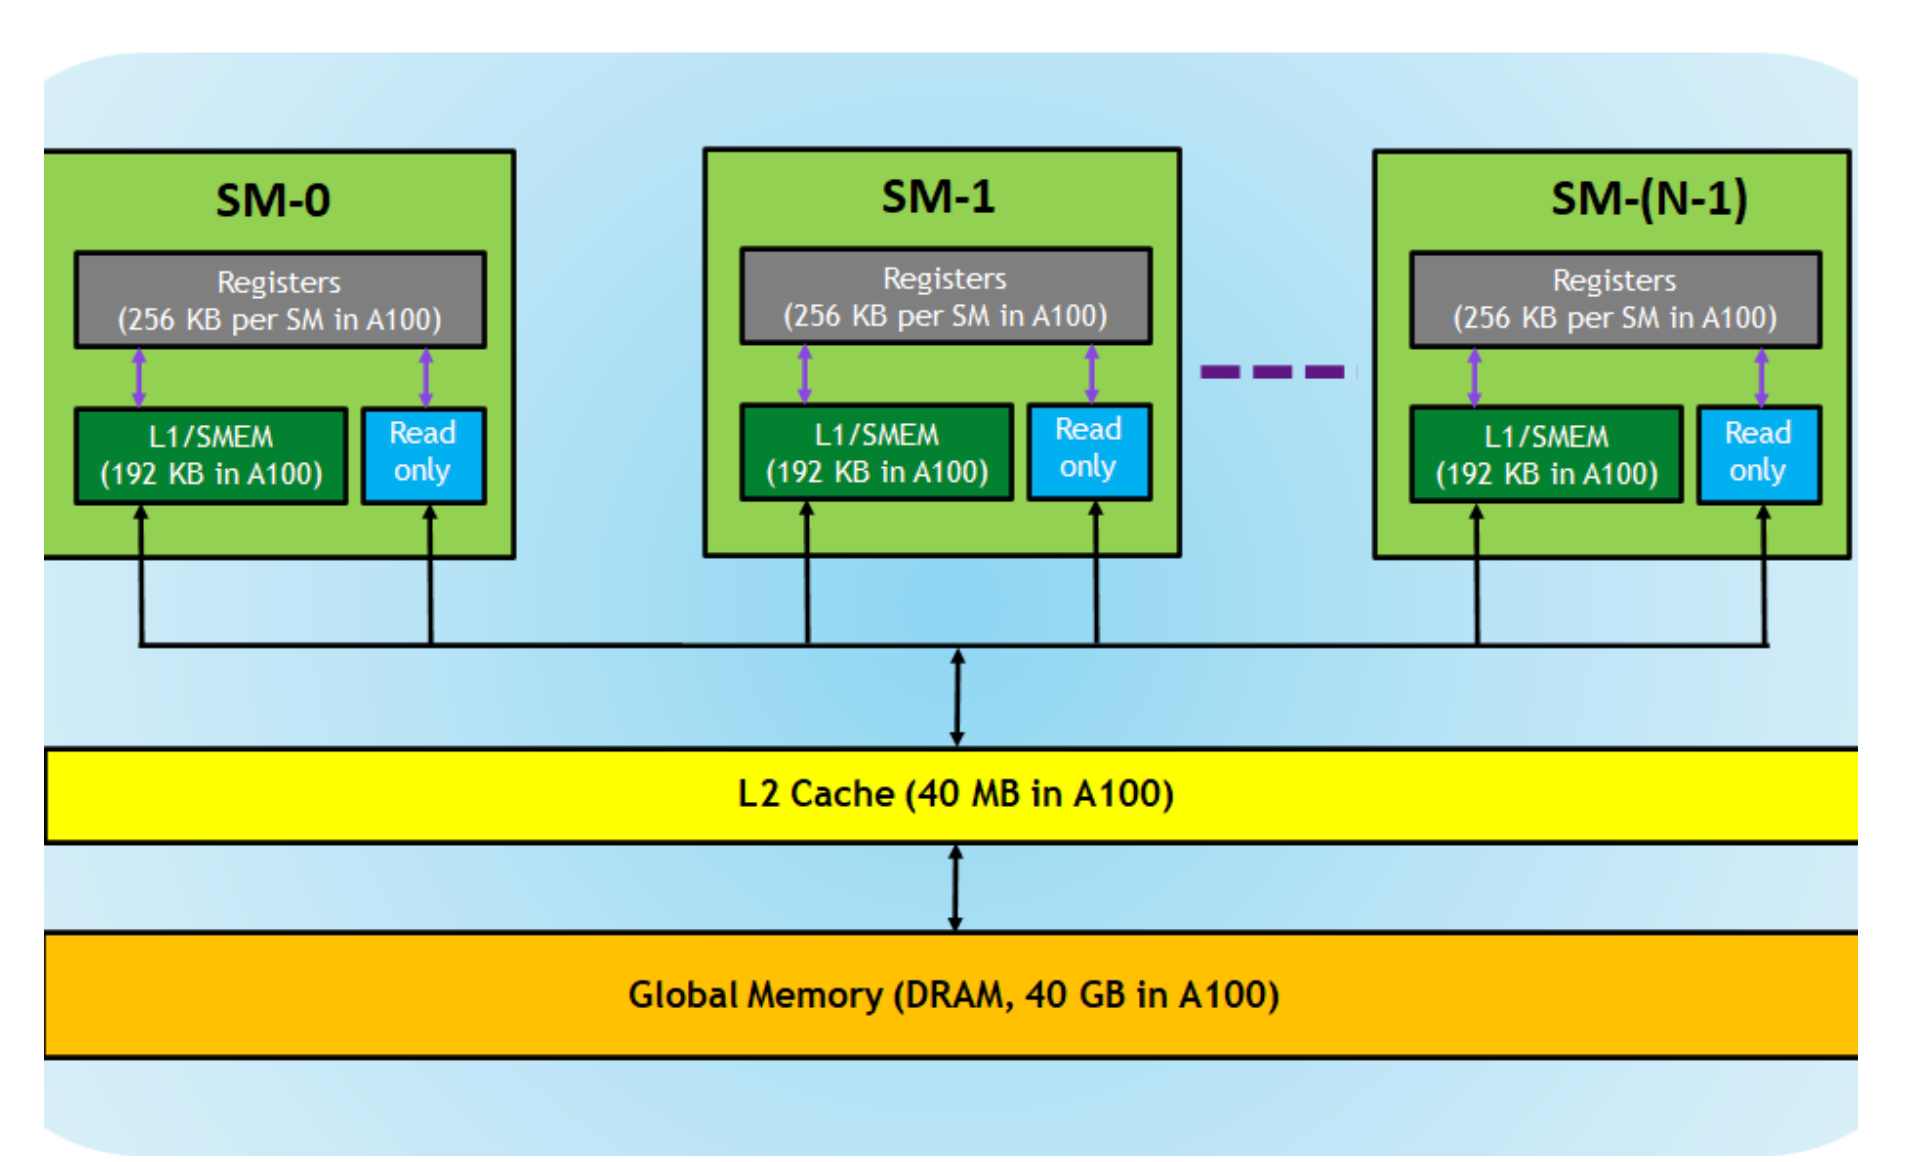 SM-0
Registers
(256 KB per SM in A100)
L1/SMEM
(192 KB in A100)
Read
only
SM-1
Registers
(256 KB per SM in A100)
L1/SMEM
(192 KB in A100)
Read
only
SM-(N-1)
Registers
(256 KB per SM in A100)
L1/SMEM
(192 KB in A100)
Read
only
L2 Cache (40 MB in A100)
Global Memory (DRAM, 40 GB in A100)